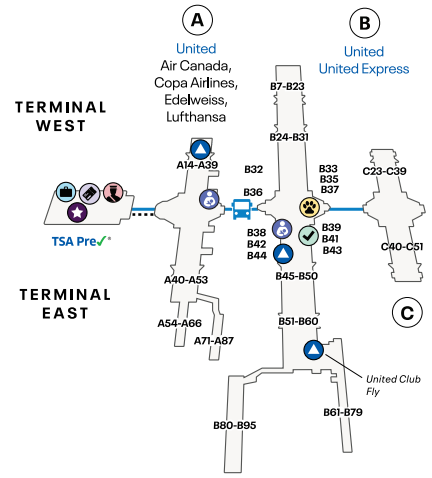 A
United
Air Canada,
Copa Airlines,
Edelweiss,
Lufthansa
B
United
United Express
TERMINAL
WEST
B7-B23
B24-B31
A14-A39
B32
B36
B33
B35
B37
C23-C39
TSA Pre✓®
B38
B42
B44
B39
B41
B43
C40-C51
TERMINAL
EAST
A40-A53
B45-B50
C
A54-A66
A71-A87
B51-B60
United Club
Fly
B80-B95
B61-B79